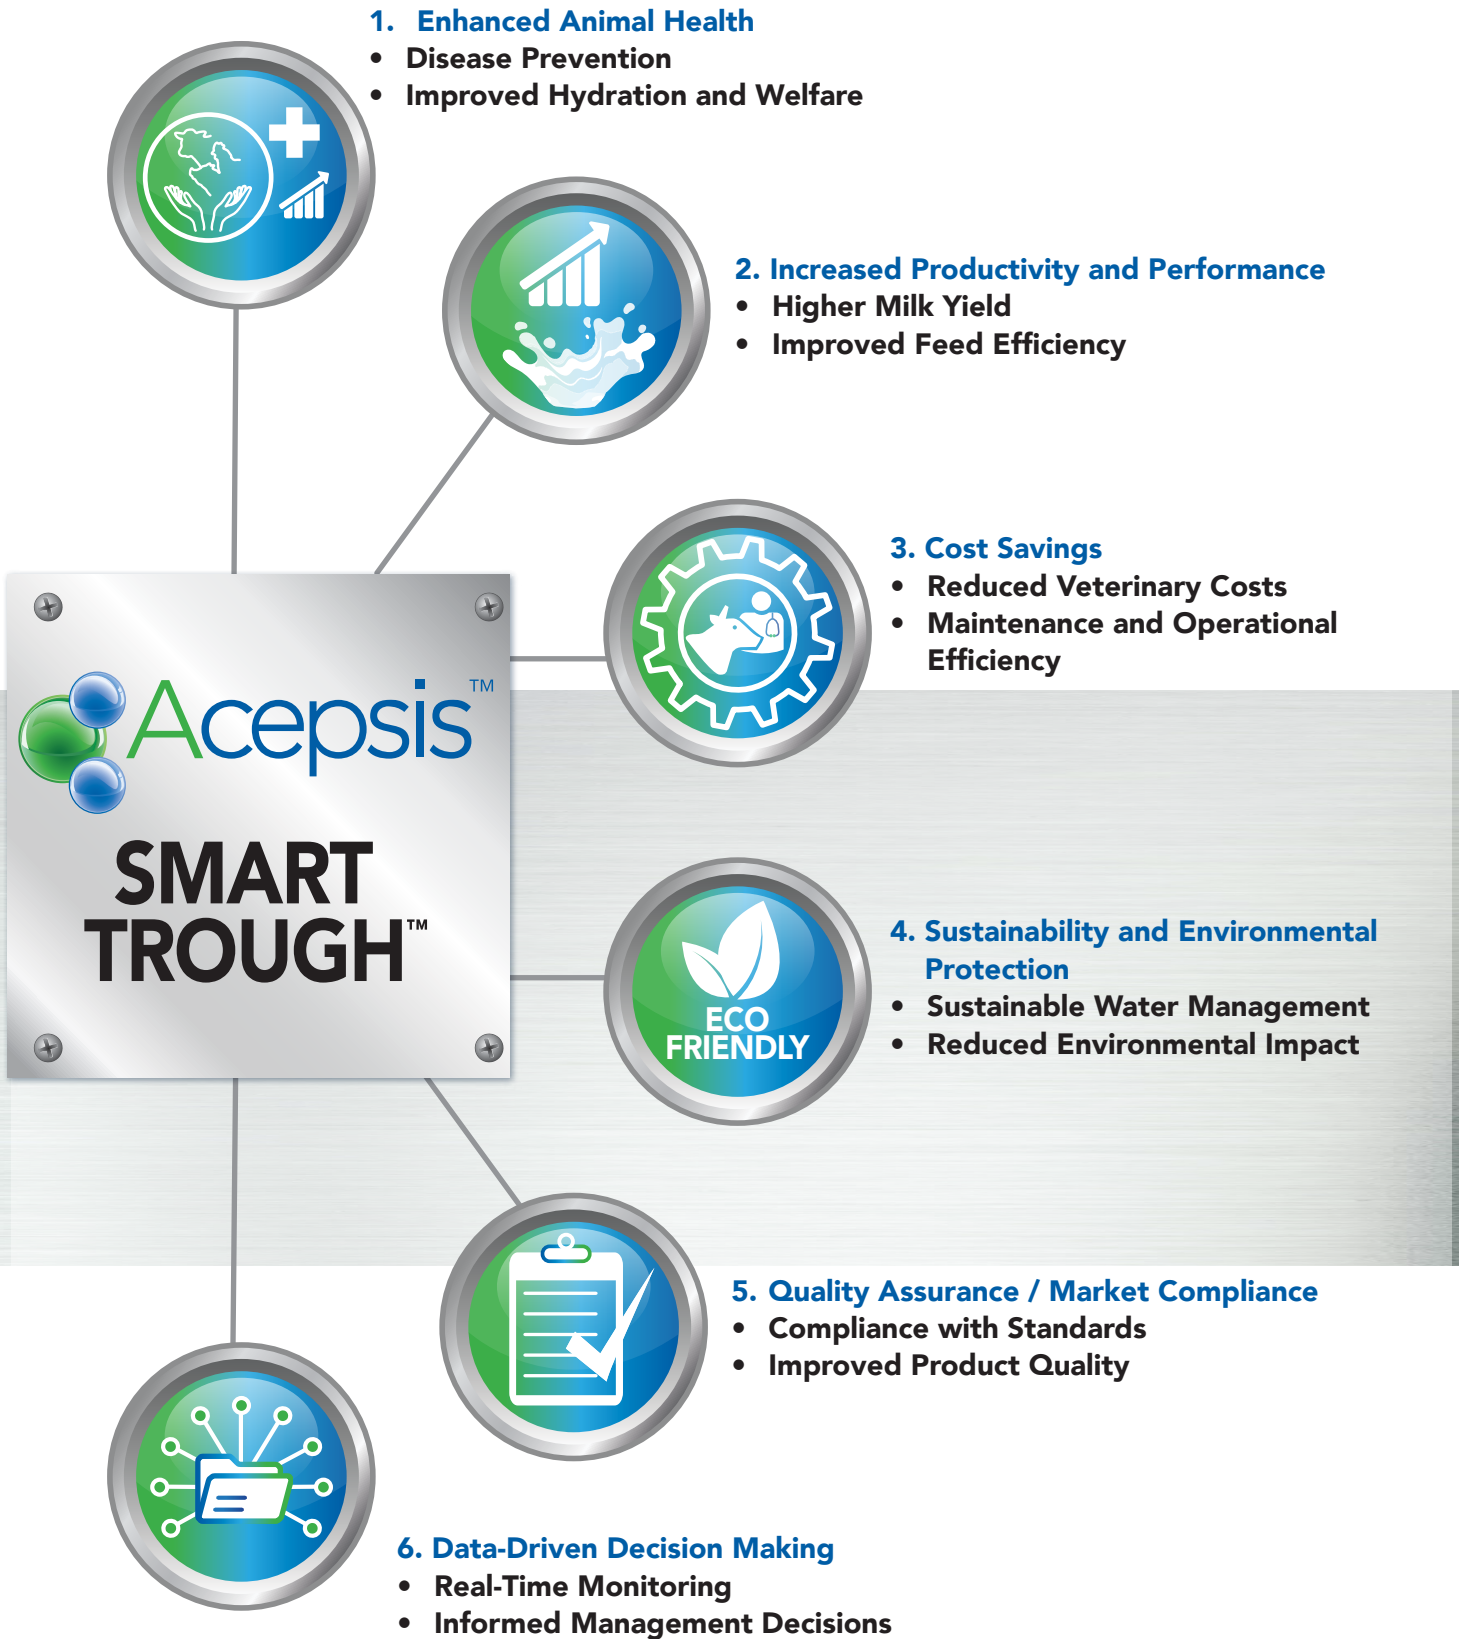 1. Enhanced Animal Health
• Disease Prevention
• Improved Hydration and Welfare
2. Increased Productivity and Performance
• Higher Milk Yield
• Improved Feed Efficiency
3. Cost Savings
• Reduced Veterinary Costs
• Maintenance and Operational
Efficiency
Acepsis™
SMART
TROUGH™
4. Sustainability and Environmental
Protection
• Sustainable Water Management
• Reduced Environmental Impact
ECO
FRIENDLY
5. Quality Assurance / Market Compliance
• Compliance with Standards
• Improved Product Quality
6. Data-Driven Decision Making
• Real-Time Monitoring
• Informed Management Decisions